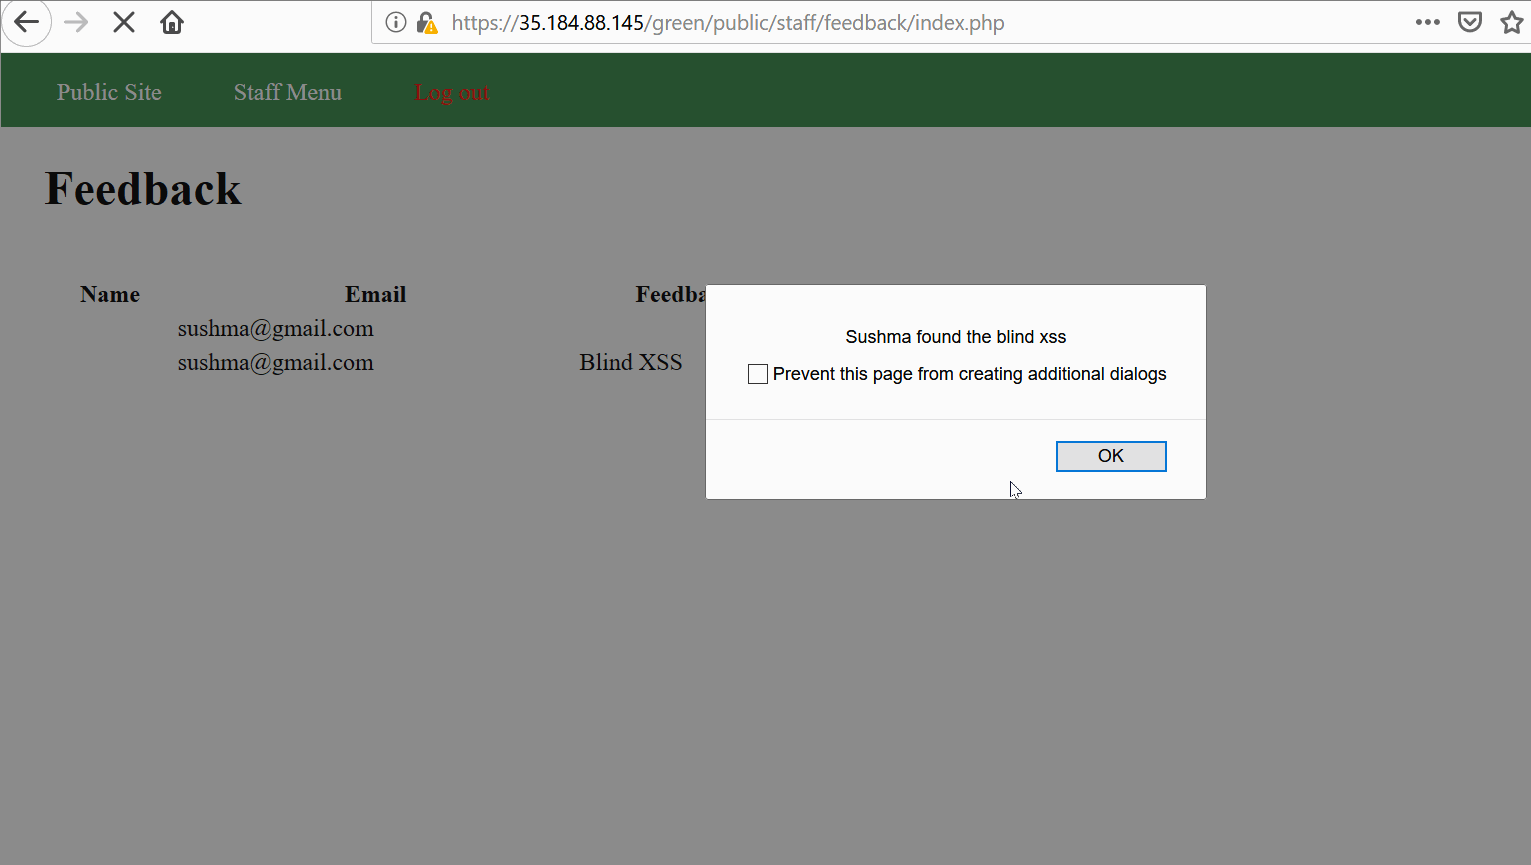 https://35.184.88.145/green/public/staff/feedback/index.php
Public Site Staff Menu Log out
Feedback
Name Email Feedba
sushma@gmail.com
sushma@gmail.com Blind XSS
Sushma found the blind xss
Prevent this page from creating additional dialogs
OK